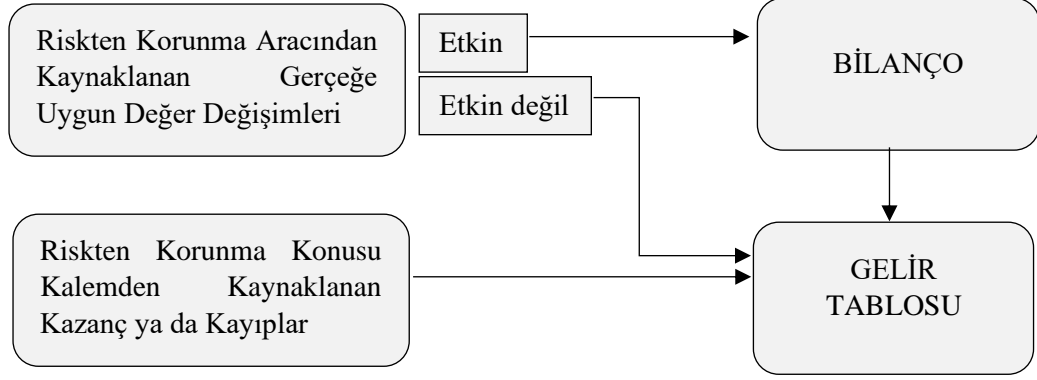 Riskten Korunma Aracından
Kaynaklanan Gerçeğe
Uygun Değer Değişimleri
Etkin
Etkin değil
BİLANÇO
Riskten Korunma Konusu
Kalemden Kaynaklanan
Kazanç ya da Kayıplar
GELİR
TABLOSU